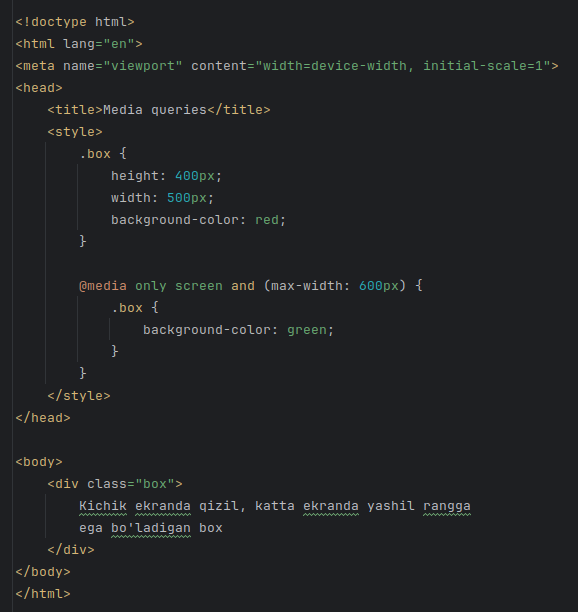 <!doctype html>
<html lang="en">
<meta name="viewport" content="width=device-width, initial-scale=1">
<head>
    <title>Media queries</title>
    <style>
        .box {
            height: 400px;
            width: 500px;
            background-color: red;
        }

        @media only screen and (max-width: 600px) {
            .box {
                background-color: green;
            }
        }
    </style>
</head>

<body>
    <div class="box">
        Kichik ekranda qizil, katta ekranda yashil rangga
        ega bo'ladigan box
    </div>
</body>
</html>